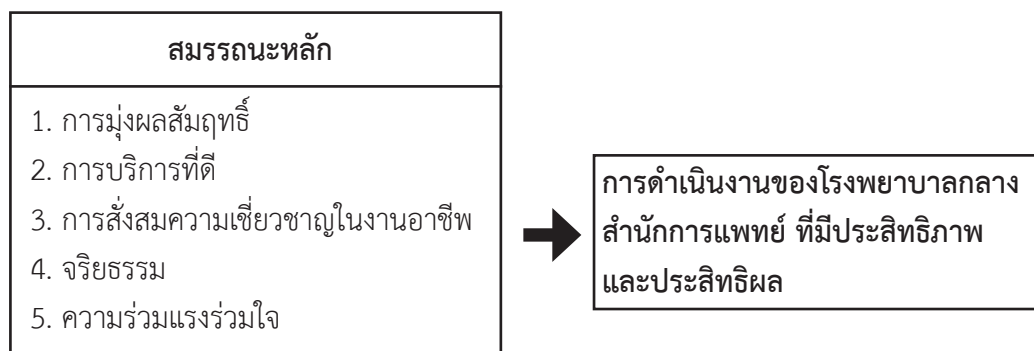 สมรรถนะหลัก
1. การมุ่งผลสัมฤทธิ์
2. การบริการที่ดี
3. การสั่งสมความเชี่ยวชาญในงานอาชีพ
4. จริยธรรม
5. ความร่วมแรงร่วมใจ
การดำเนินงานของโรงพยาบาลกลาง
สำนักการแพทย์ ที่มีประสิทธิภาพ
และประสิทธิผล